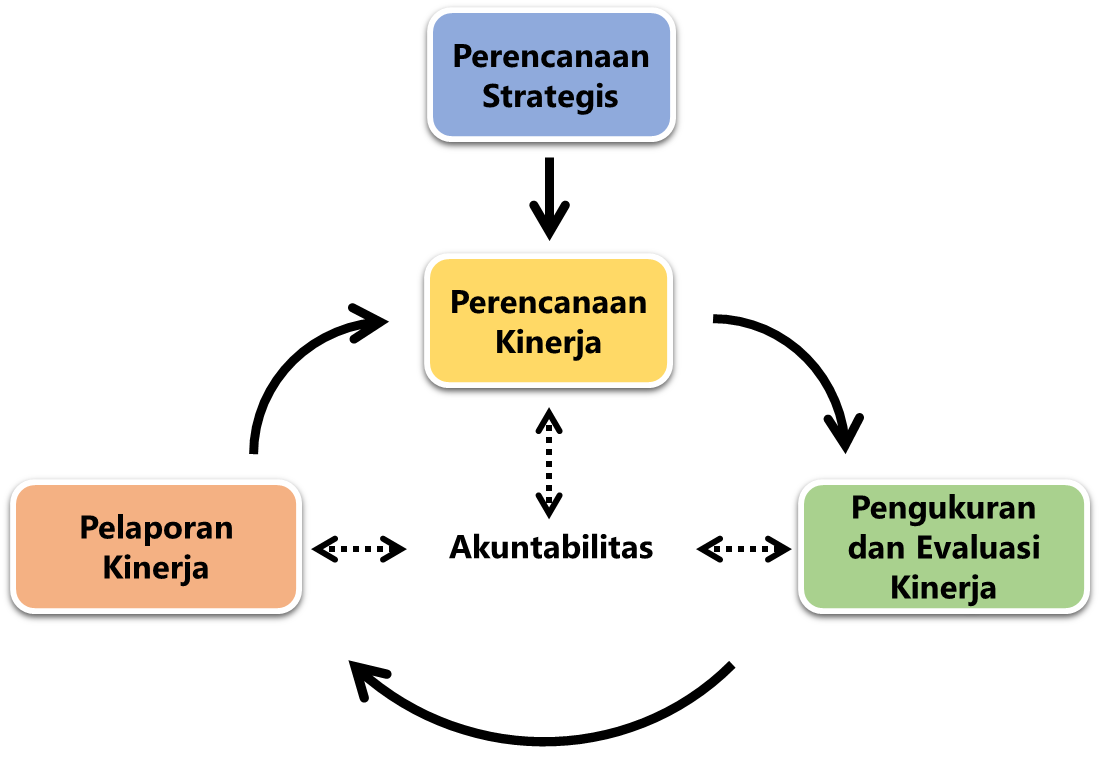 Perencanaan
Strategis
Perencanaan
Kinerja
Pelaporan
Kinerja
Akuntabilitas
Pengukuran
dan Evaluasi
Kinerja